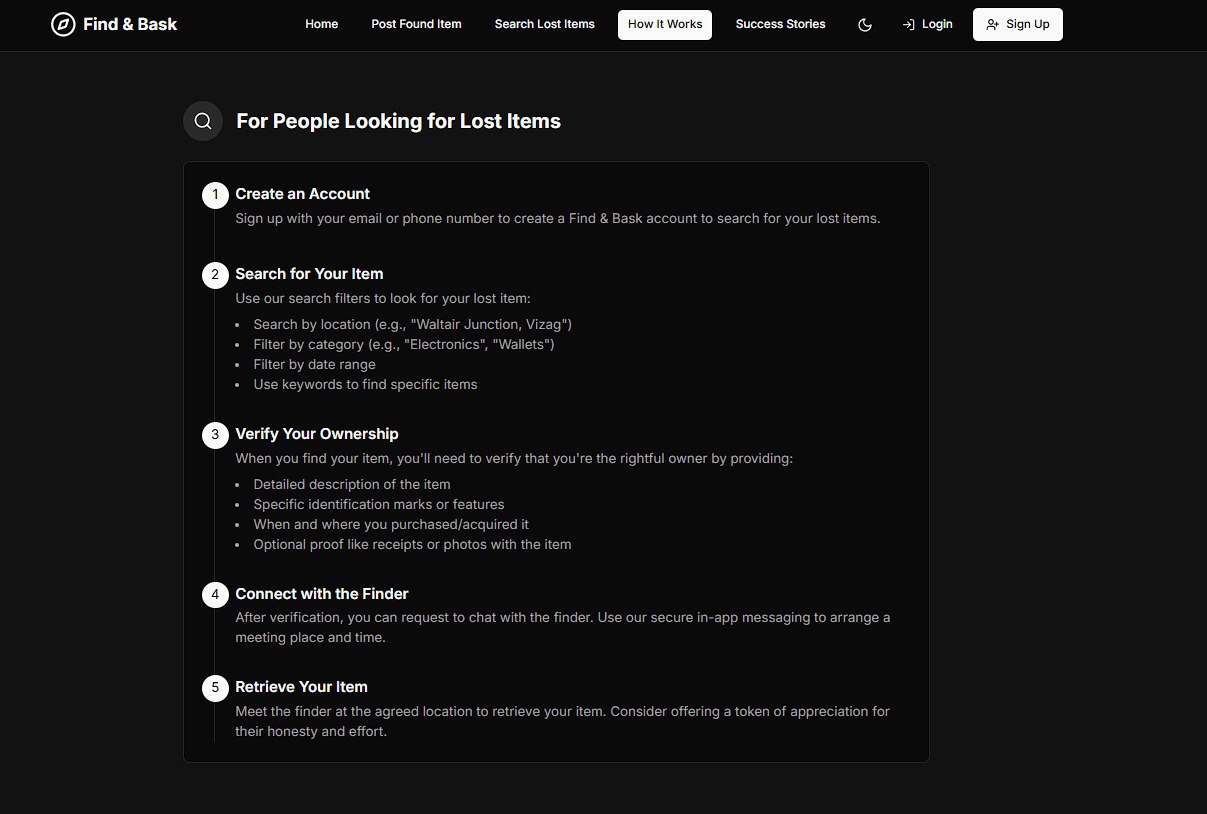 Find & Bask
Home
Post Found Item
Search Lost Items
How It Works
Success Stories
Login
Sign Up
For People Looking for Lost Items
1
Create an Account
Sign up with your email or phone number to create a Find & Bask account to search for your lost items.
2
Search for Your Item
Use our search filters to look for your lost item:
• Search by location (e.g., "Waltair Junction, Vizag")
• Filter by category (e.g., "Electronics", "Wallets")
• Filter by date range
• Use keywords to find specific items
3
Verify Your Ownership
When you find your item, you'll need to verify that you're the rightful owner by providing:
• Detailed description of the item
• Specific identification marks or features
• When and where you purchased/acquired it
• Optional proof like receipts or photos with the item
4
Connect with the Finder
After verification, you can request to chat with the finder. Use our secure in-app messaging to arrange a
meeting place and time.
5
Retrieve Your Item
Meet the finder at the agreed location to retrieve your item. Consider offering a token of appreciation for
their honesty and effort.